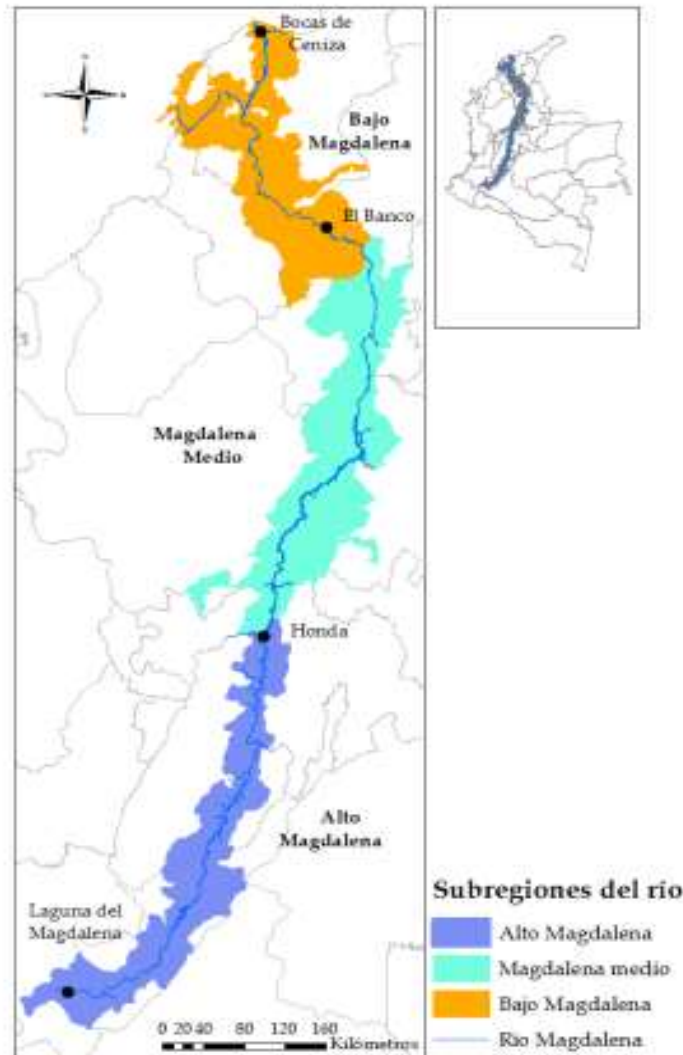 Bocas de
Ceniza
Bajo
Magdalena
El Banco
Magdalena
Medio
Honda
Alto
Magdalena
Laguna del
Magdalena
0 20 40 80 120 160
Kilómetros
Subregiones del río
Alto Magdalena
Magdalena medio
Bajo Magdalena
Río Magdalena